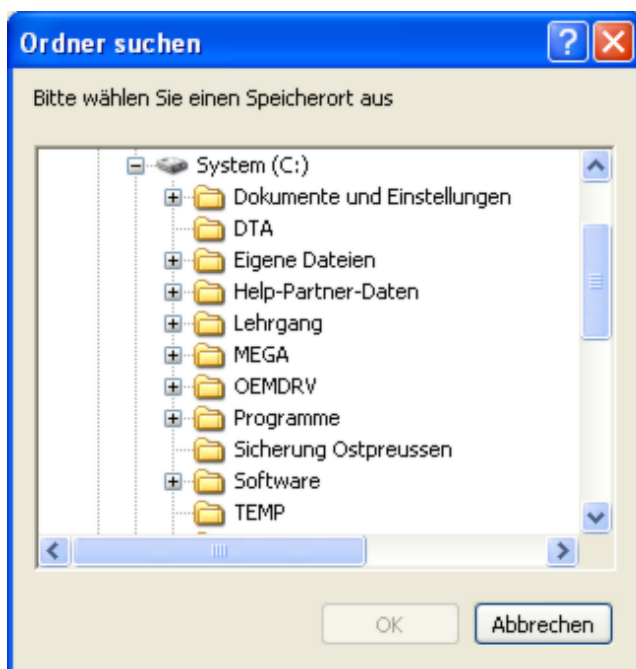 Ordner suchen
Bitte wählen Sie einen Speicherort aus
System (C:)
Dokumente und Einstellungen
DTA
Eigene Dateien
Help-Partner-Daten
Lehrgang
MEGA
OEMDRV
Programme
Sicherung Ostpreussen
Software
TEMP
OK
Abbrechen